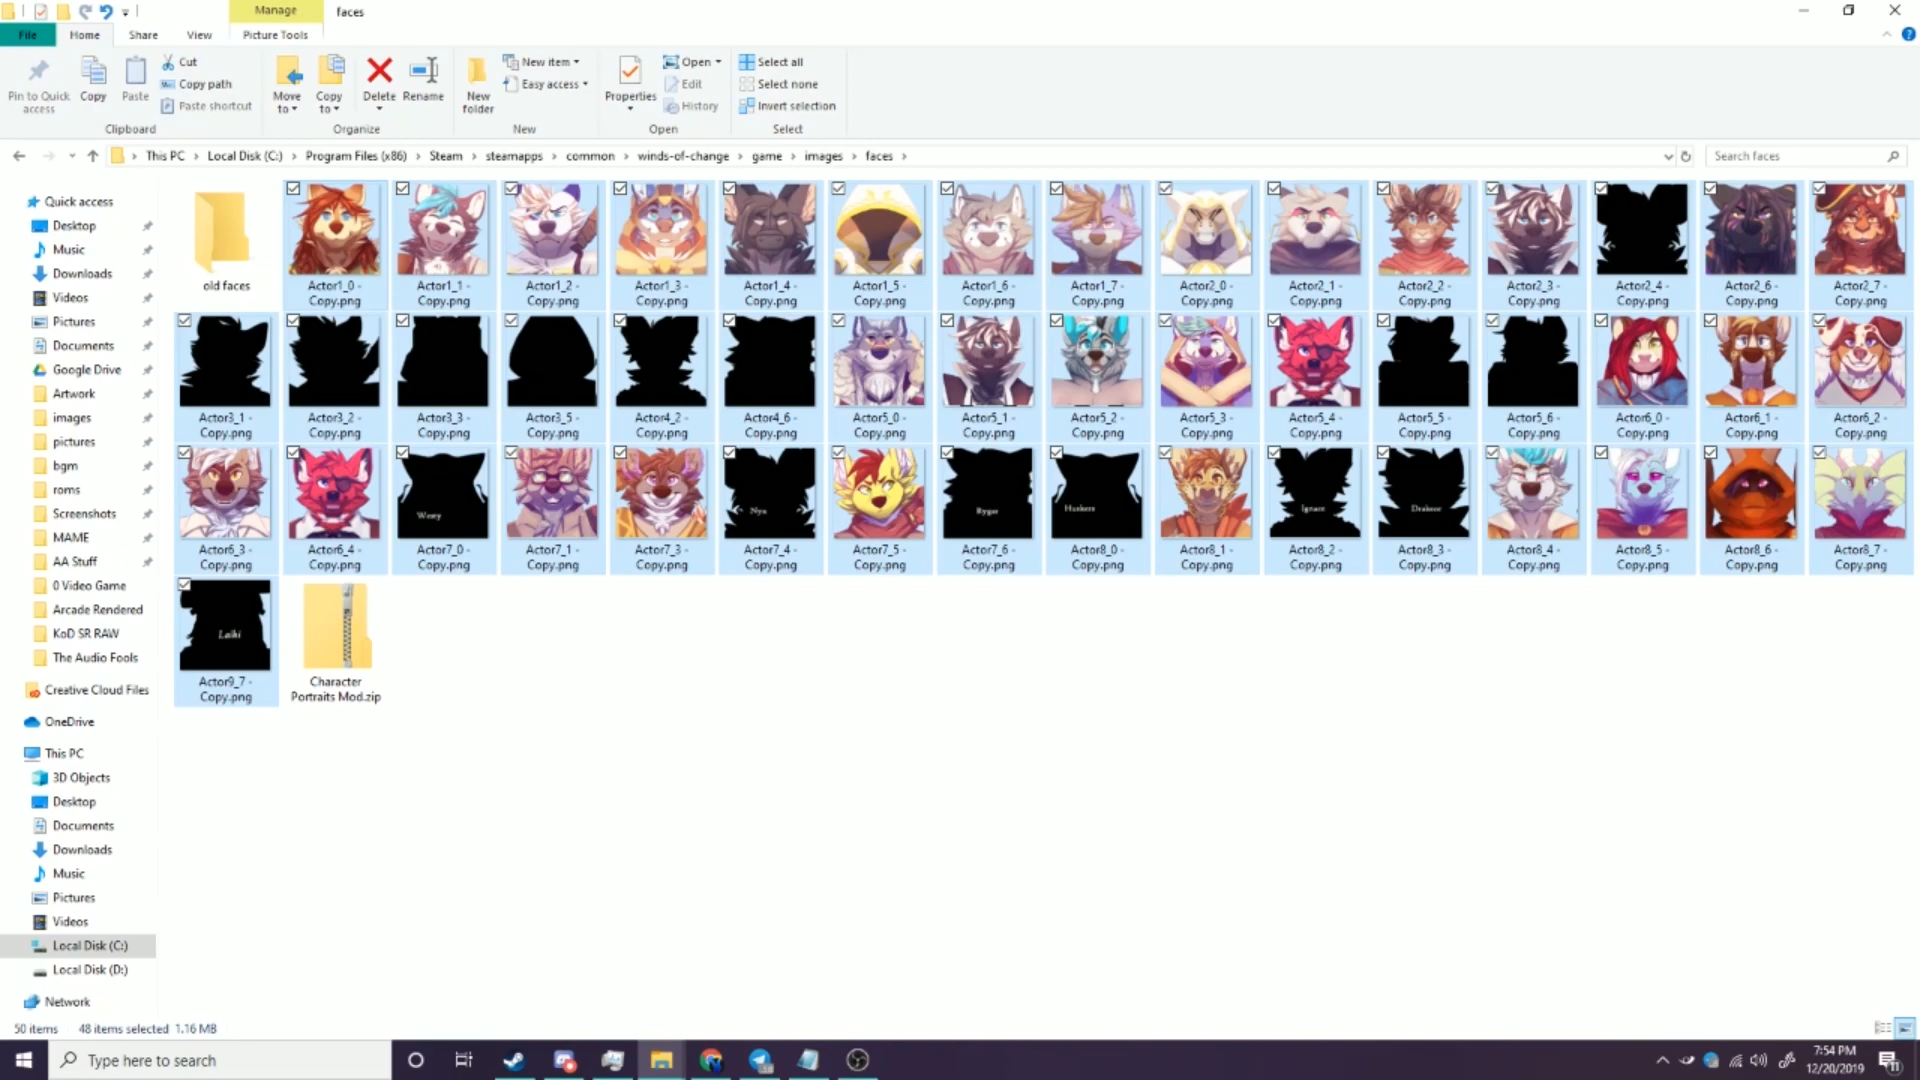 Manage
faces
File
Home
Share
View
Picture Tools
Pin to Quick access
Copy
Paste
Cut
Copy path
Paste shortcut
Clipboard
Move to
Copy to
Delete
Rename
Organize
New folder
New item
Easy access
New
Properties
Open
Edit
History
Open
Select all
Select none
Invert selection
Select
This PC
Local Disk (C:)
Program Files (x86)
Steam
steamapps
common
winds-of-change
game
images
faces
Search faces
Quick access
Desktop
Music
Downloads
Videos
Pictures
Documents
Google Drive
Artwork
images
pictures
bgm
roms
Screenshots
MAME
AA Stuff
0 Video Game
Arcade Rendered
KoD SR RAW
The Audio Fools
Creative Cloud Files
OneDrive
This PC
3D Objects
Desktop
Documents
Downloads
Music
Pictures
Videos
Local Disk (C:)
Local Disk (D:)
Network
old faces
Actor1_0 - Copy.png
Actor1_1 - Copy.png
Actor1_2 - Copy.png
Actor1_3 - Copy.png
Actor1_4 - Copy.png
Actor1_5 - Copy.png
Actor1_6 - Copy.png
Actor1_7 - Copy.png
Actor2_0 - Copy.png
Actor2_1 - Copy.png
Actor2_2 - Copy.png
Actor2_3 - Copy.png
Actor2_4 - Copy.png
Actor2_6 - Copy.png
Actor2_7 - Copy.png
Actor3_1 - Copy.png
Actor3_2 - Copy.png
Actor3_3 - Copy.png
Actor3_5 - Copy.png
Actor4_2 - Copy.png
Actor4_6 - Copy.png
Actor5_0 - Copy.png
Actor5_1 - Copy.png
Actor5_2 - Copy.png
Actor5_3 - Copy.png
Actor5_4 - Copy.png
Actor5_5 - Copy.png
Actor5_6 - Copy.png
Actor6_0 - Copy.png
Actor6_1 - Copy.png
Actor6_2 - Copy.png
Nyx
Rygar
Huskers
Ignace
Actor6_3 - Copy.png
Actor6_4 - Copy.png
Actor7_0 - Copy.png
Actor7_1 - Copy.png
Actor7_3 - Copy.png
Actor7_4 - Copy.png
Actor7_5 - Copy.png
Actor7_6 - Copy.png
Actor8_0 - Copy.png
Actor8_1 - Copy.png
Actor8_2 - Copy.png
Actor8_3 - Copy.png
Actor8_4 - Copy.png
Actor8_5 - Copy.png
Actor8_6 - Copy.png
Actor8_7 - Copy.png
Laihi
Actor9_7 - Copy.png
Character Portraits Mod.zip
50 items
48 items selected 1.16 MB
Type here to search
7:54 PM
12/20/2019